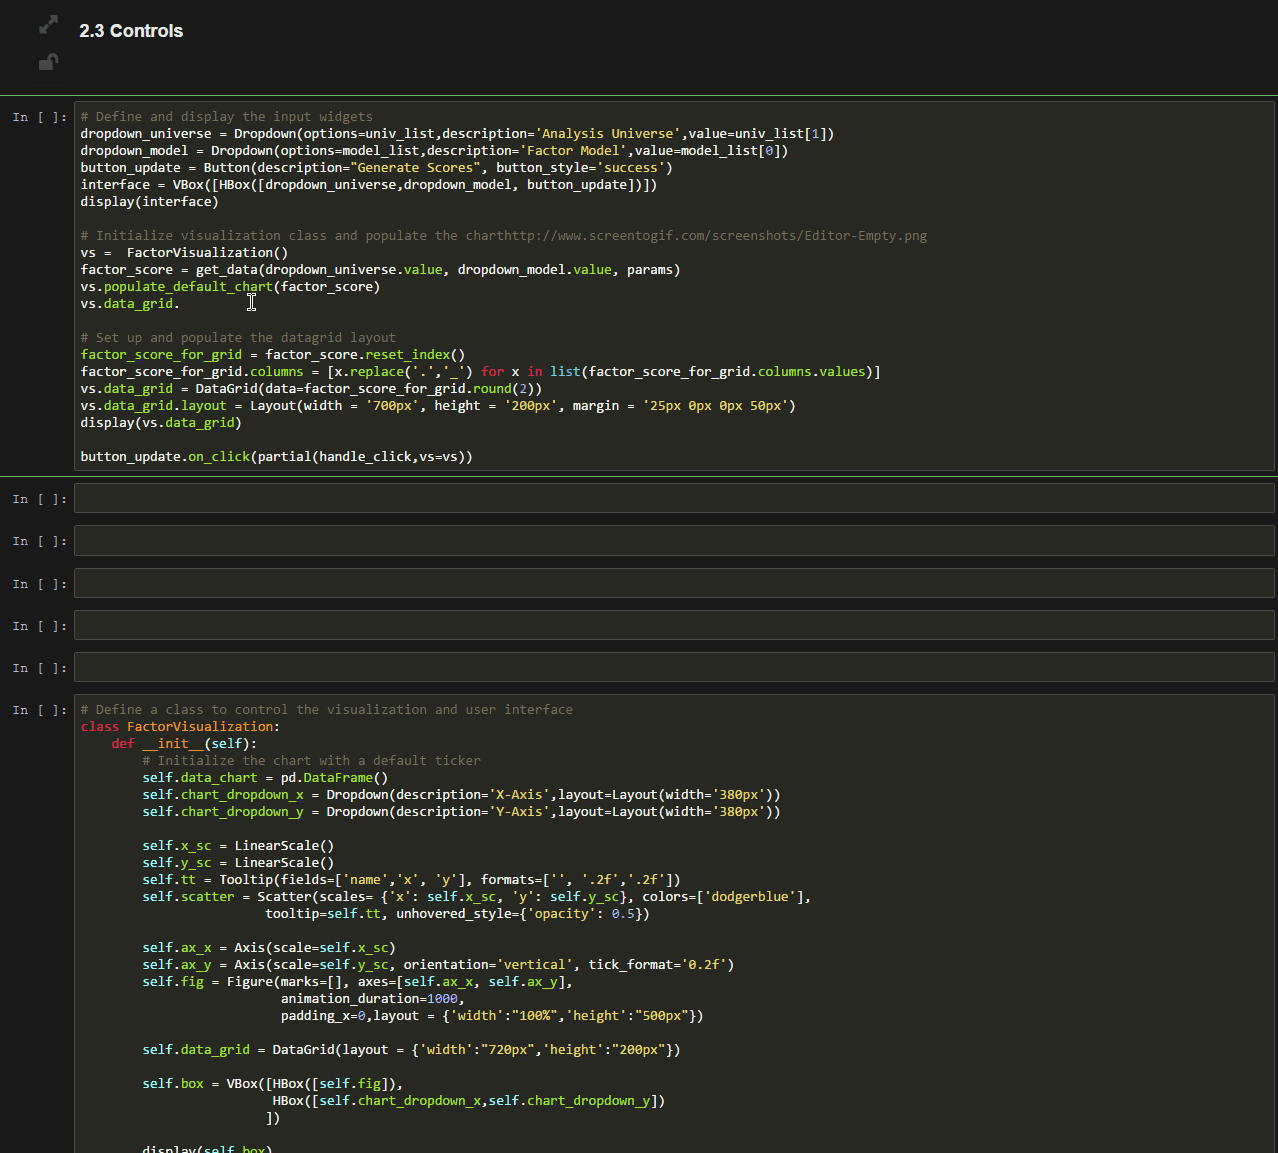 2.3 Controls
In [ ]:
# Define and display the input widgets
dropdown_universe = Dropdown(options=univ_list,description='Analysis Universe',value=univ_list[1])
dropdown_model = Dropdown(options=model_list,description='Factor Model',value=model_list[0])
button_update = Button(description="Generate Scores", button_style='success')
interface = VBox([HBox([dropdown_universe,dropdown_model, button_update])])
display(interface)
# Initialize visualization class and populate the charthttp://www.screentogif.com/screenshots/Editor-Empty.png
vs =  FactorVisualization()
factor_score = get_data(dropdown_universe.value, dropdown_model.value, params)
vs.populate_default_chart(factor_score)
vs.data_grid.
# Set up and populate the datagrid layout
factor_score_for_grid = factor_score.reset_index()
factor_score_for_grid.columns = [x.replace('.','_') for x in list(factor_score_for_grid.columns.values)]
vs.data_grid = DataGrid(data=factor_score_for_grid.round(2))
vs.data_grid.layout = Layout(width = '700px', height = '200px', margin = '25px 0px 0px 50px')
display(vs.data_grid)
button_update.on_click(partial(handle_click,vs=vs))
In [ ]:
In [ ]:
In [ ]:
In [ ]:
In [ ]:
In [ ]:
# Define a class to control the visualization and user interface
class FactorVisualization:
    def __init__(self):
        # Initialize the chart with a default ticker
        self.data_chart = pd.DataFrame()
        self.chart_dropdown_x = Dropdown(description='X-Axis',layout=Layout(width='380px'))
        self.chart_dropdown_y = Dropdown(description='Y-Axis',layout=Layout(width='380px'))
        self.x_sc = LinearScale()
        self.y_sc = LinearScale()
        self.tt = Tooltip(fields=['name','x', 'y'], formats=['', '.2f','.2f'])
        self.scatter = Scatter(scales= {'x': self.x_sc, 'y': self.y_sc}, colors=['dodgerblue'],
                        tooltip=self.tt, unhovered_style={'opacity': 0.5})
        self.ax_x = Axis(scale=self.x_sc)
        self.ax_y = Axis(scale=self.y_sc, orientation='vertical', tick_format='0.2f')
        self.fig = Figure(marks=[], axes=[self.ax_x, self.ax_y],
                          animation_duration=1000,
                          padding_x=0,layout = {'width':"100%",'height':"500px"})
        self.data_grid = DataGrid(layout = {'width':"720px",'height':"200px"})
        self.box = VBox([HBox([self.fig]),
                         HBox([self.chart_dropdown_x,self.chart_dropdown_y])
                        ])
        display(self.box)